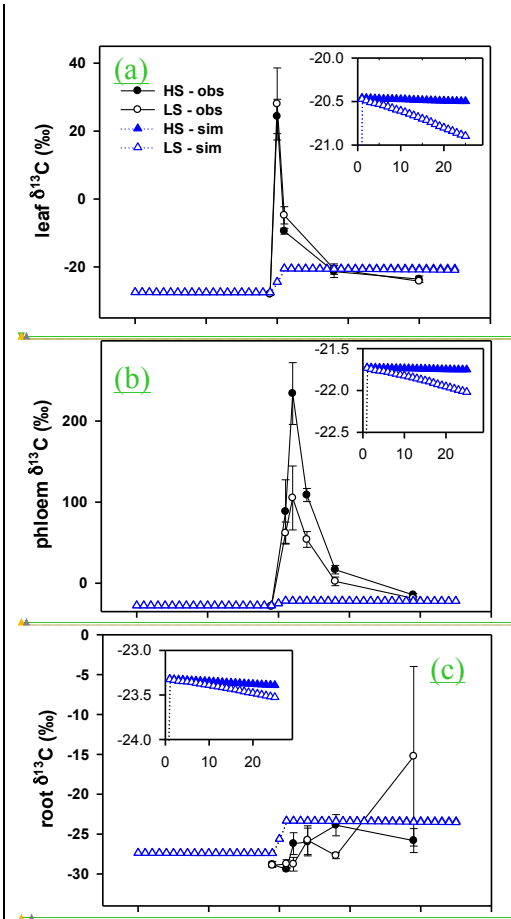 (a)
HS - obs
LS - obs
HS - sim
LS - sim
leaf δ¹³C (‰)
40
20
0
-20
-20.0
-20.5
-21.0
0 10 20
(b)
phloem δ¹³C (‰)
200
100
0
-21.5
-22.0
-22.5
0 10 20
(c)
root δ¹³C (‰)
0
-5
-10
-15
-20
-25
-30
-23.0
-23.5
-24.0
0 10 20